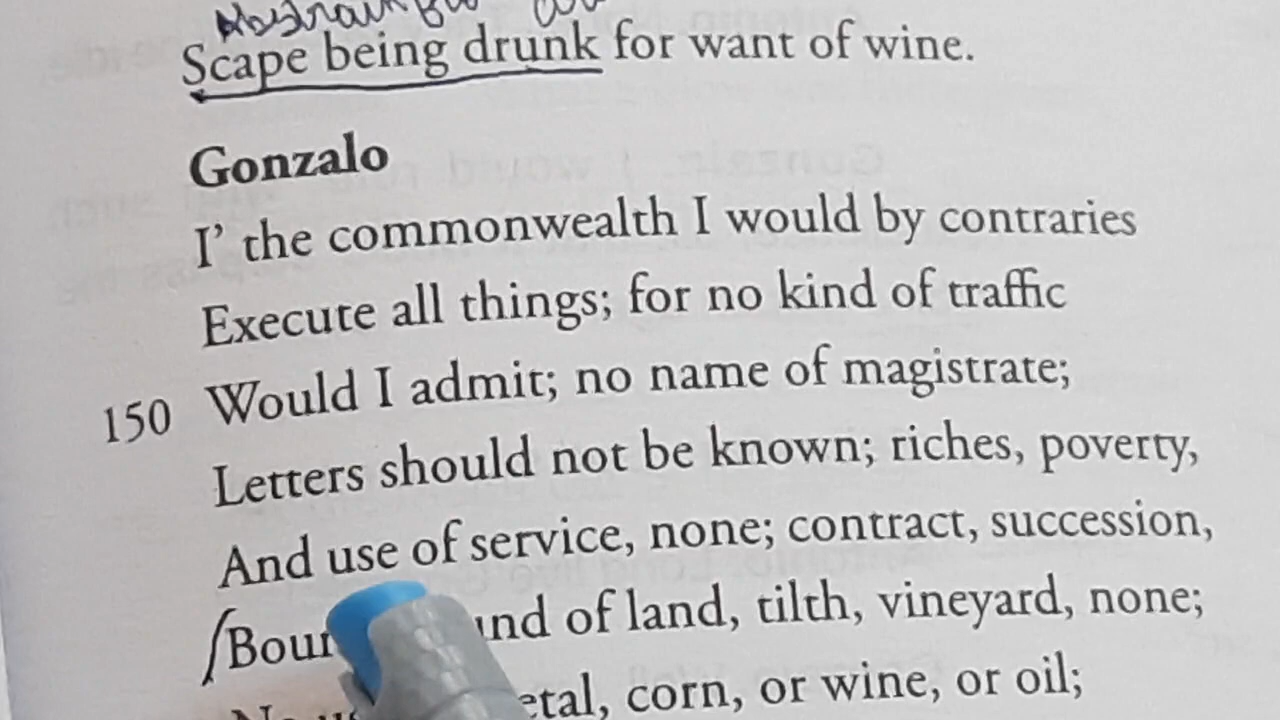 Scape being drunk for want of wine.
Gonzalo
I' the commonwealth I would by contraries
Execute all things; for no kind of traffic
150 Would I admit; no name of magistrate;
Letters should not be known; riches, poverty,
And use of service, none; contract, succession,
of land, tilth, vineyard, none;
corn, or wine, or oil;